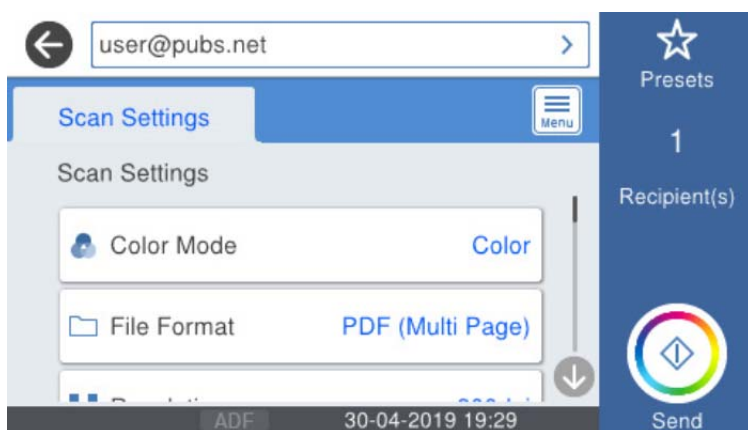 user@pubs.net
Presets
Scan Settings
Menu
1
Scan Settings
Recipient(s)
Color Mode
Color
File Format
PDF (Multi Page)
ADF
30-04-2019 19:29
Send